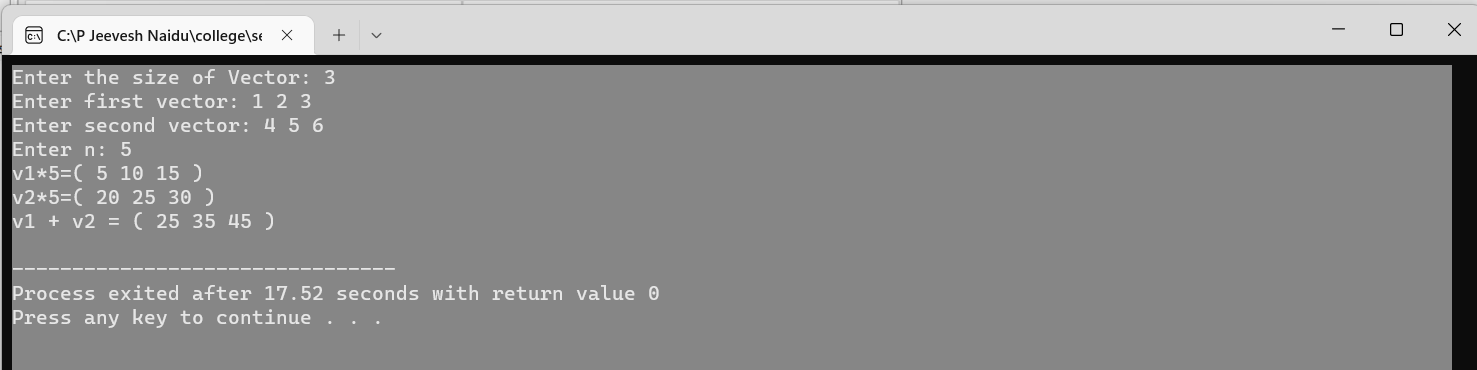 C:\P Jeevesh Naidu\college\se
Enter the size of Vector: 3
Enter first vector: 1 2 3
Enter second vector: 4 5 6
Enter n: 5
v1*5=( 5 10 15 )
v2*5=( 20 25 30 )
v1 + v2 = ( 25 35 45 )
--------------------------------
Process exited after 17.52 seconds with return value 0
Press any key to continue . . .